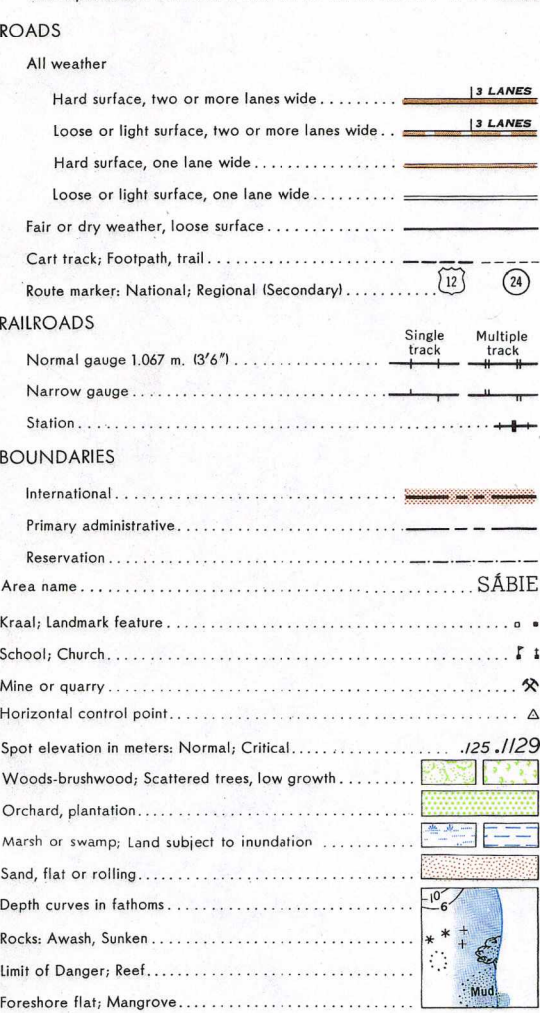 ROADS
All weather
3 LANES
Hard surface, two or more lanes wide
3 LANES
Loose or light surface, two or more lanes wide
Hard surface, one lane wide
Loose or light surface, one lane wide
Fair or dry weather, loose surface
Cart track; Footpath, trail
Route marker: National; Regional (Secondary) 12 24
RAILROADS
Single track Multiple track
Normal gauge 1.067 m. (3'6")
Narrow gauge
Station
BOUNDARIES
International
Primary administrative
Reservation
Area name SÁBIE
Kraal; Landmark feature
School; Church
Mine or quarry
Horizontal control point
Spot elevation in meters: Normal; Critical .125 .1129
Woods-brushwood; Scattered trees, low growth
Orchard, plantation
Marsh or swamp; Land subject to inundation
Sand, flat or rolling
Depth curves in fathoms 10 6
Rocks: Awash, Sunken
Limit of Danger; Reef
Foreshore flat; Mangrove Mud